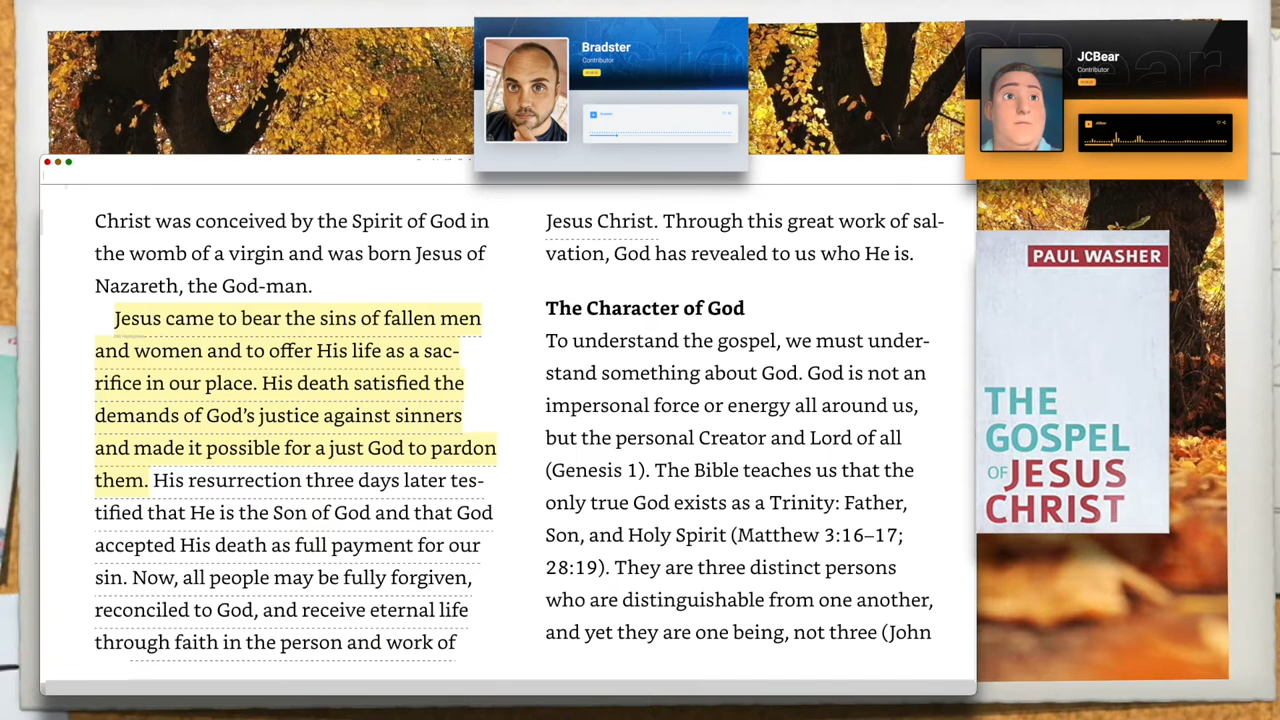 Bradster
Contributor
JCBear
Contributor
Christ was conceived by the Spirit of God in
the womb of a virgin and was born Jesus of
Nazareth, the God-man.
Jesus came to bear the sins of fallen men
and women and to offer His life as a sac-
rifice in our place. His death satisfied the
demands of God’s justice against sinners
and made it possible for a just God to pardon
them. His resurrection three days later tes-
tified that He is the Son of God and that God
accepted His death as full payment for our
sin. Now, all people may be fully forgiven,
reconciled to God, and receive eternal life
through faith in the person and work of
Jesus Christ. Through this great work of sal-
vation, God has revealed to us who He is.
The Character of God
To understand the gospel, we must under-
stand something about God. God is not an
impersonal force or energy all around us,
but the personal Creator and Lord of all
(Genesis 1). The Bible teaches us that the
only true God exists as a Trinity: Father,
Son, and Holy Spirit (Matthew 3:16–17;
28:19). They are three distinct persons
who are distinguishable from one another,
and yet they are one being, not three (John
PAUL WASHER
THE
GOSPEL
OF JESUS
CHRIST